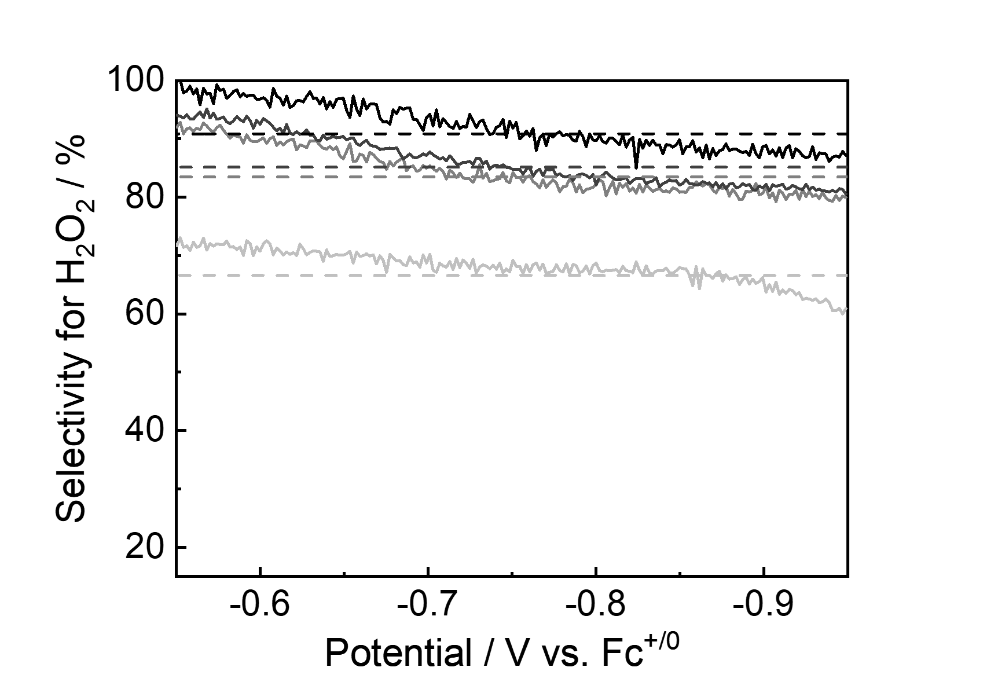 100
80
60
40
20
Selectivity for H₂O₂ / %
-0.6 -0.7 -0.8 -0.9
Potential / V vs. Fc⁺/⁰